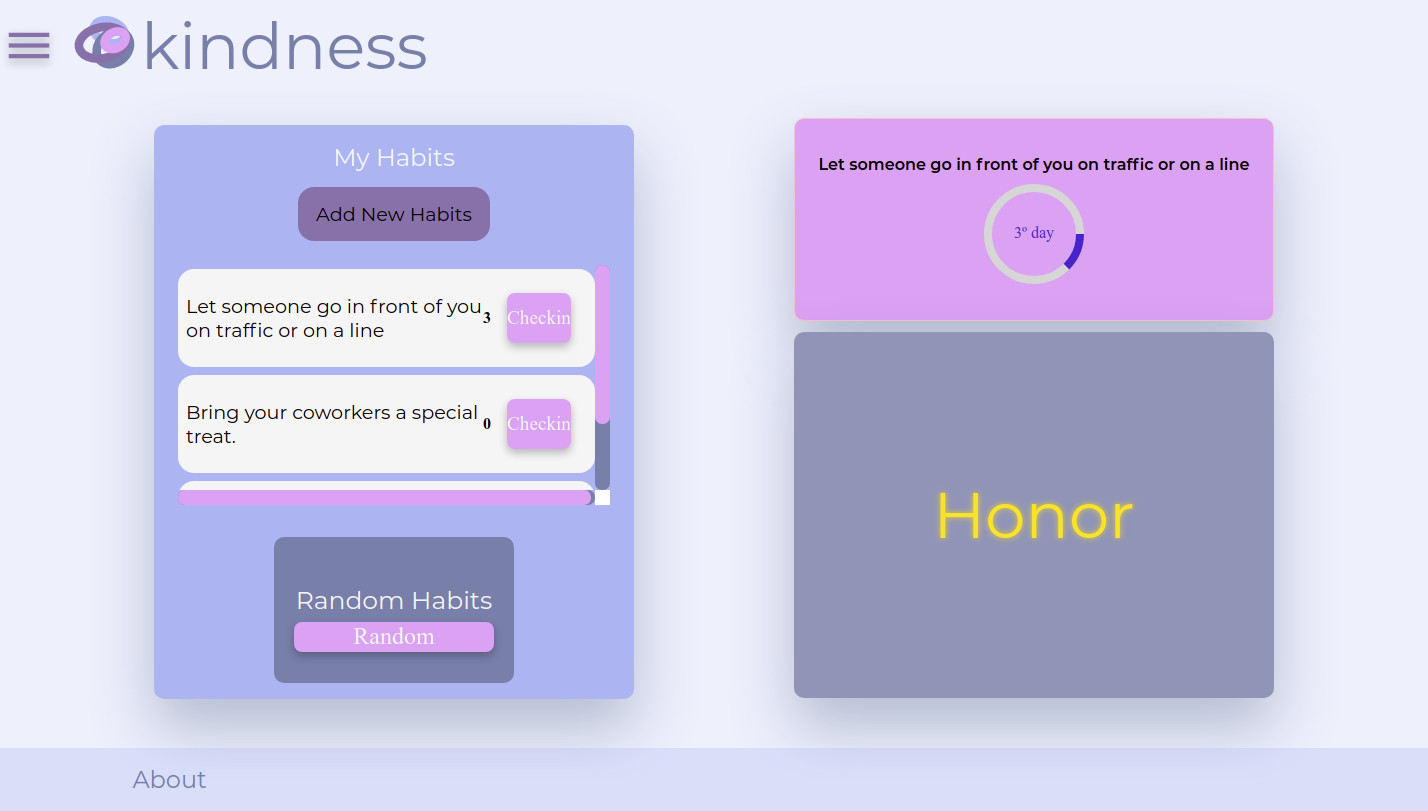 kindness
My Habits
Add New Habits
Let someone go in front of you
on traffic or on a line
3
Checkin
Bring your coworkers a special
treat.
0
Checkin
Random Habits
Random
Let someone go in front of you on traffic or on a line
3º day
Honor
About